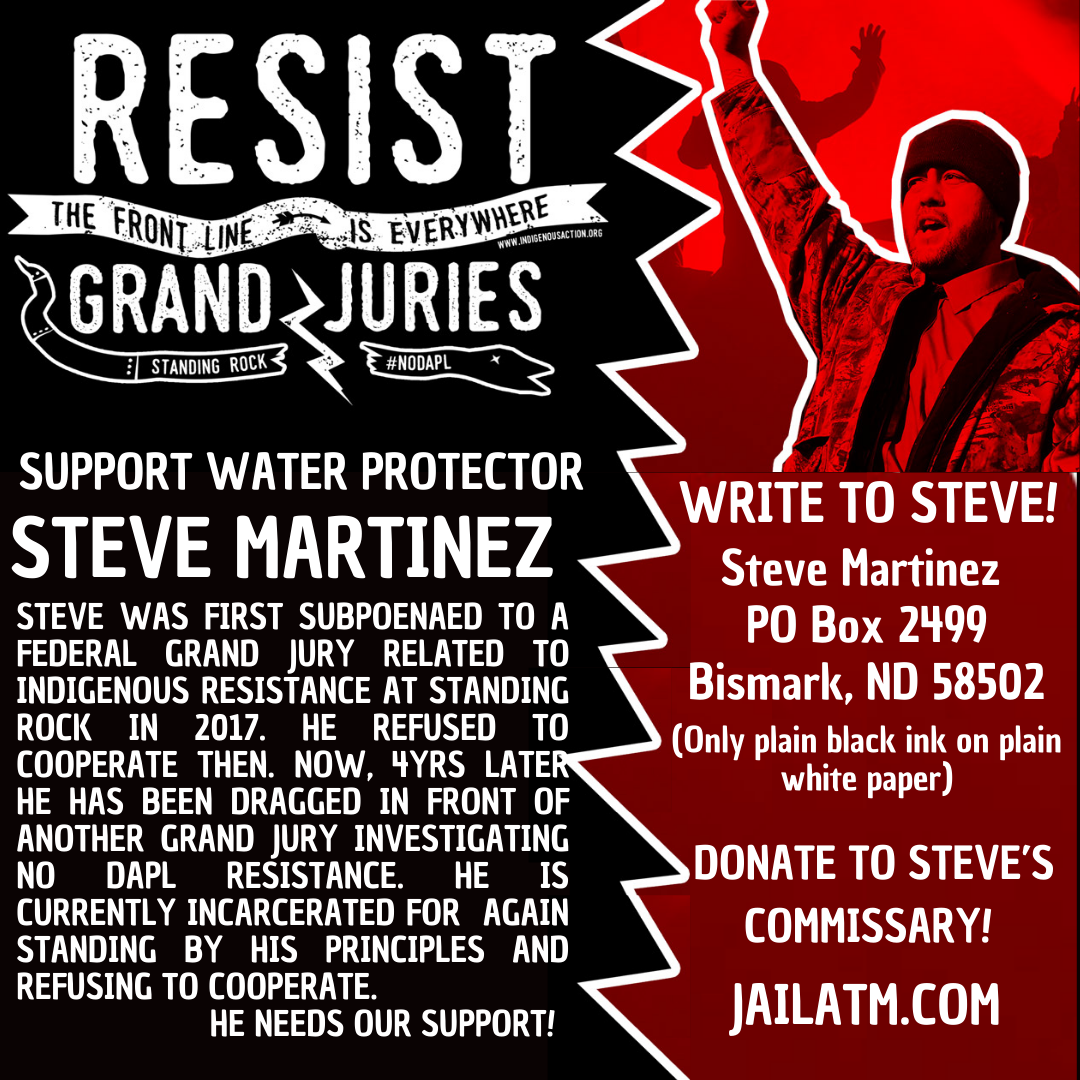 RESIST
THE FRONT LINE IS EVERYWHERE
WWW.INDIGENOUSACTION.ORG
GRAND JURIES
STANDING ROCK
#NODAPL
SUPPORT WATER PROTECTOR
STEVE MARTINEZ
STEVE WAS FIRST SUBPOENAED TO A
FEDERAL GRAND JURY RELATED TO
INDIGENOUS RESISTANCE AT STANDING
ROCK IN 2017. HE REFUSED TO
COOPERATE THEN. NOW, 4YRS LATER
HE HAS BEEN DRAGGED IN FRONT OF
ANOTHER GRAND JURY INVESTIGATING
NO DAPL RESISTANCE. HE IS
CURRENTLY INCARCERATED FOR AGAIN
STANDING BY HIS PRINCIPLES AND
REFUSING TO COOPERATE.
HE NEEDS OUR SUPPORT!
WRITE TO STEVE!
Steve Martinez
PO Box 2499
Bismark, ND 58502
(Only plain black ink on plain
white paper)
DONATE TO STEVE'S
COMMISSARY!
JAILATM.COM